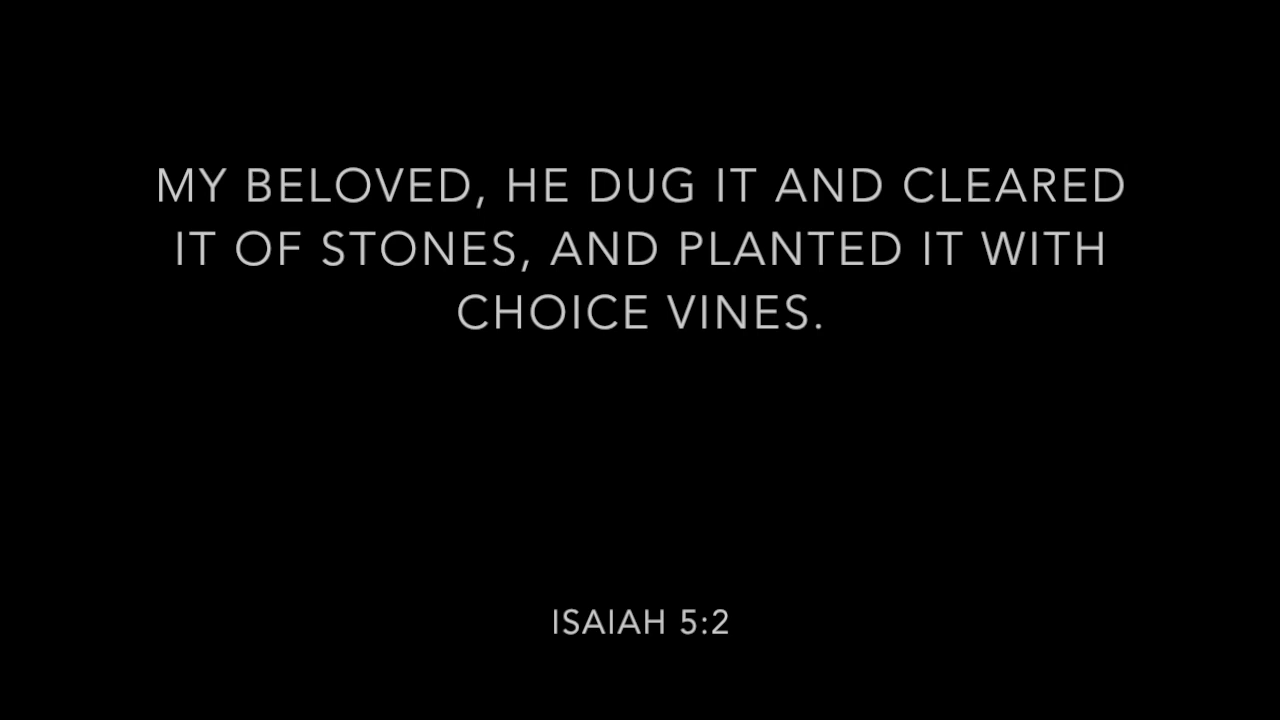 MY BELOVED, HE DUG IT AND CLEARED
IT OF STONES, AND PLANTED IT WITH
CHOICE VINES.
ISAIAH 5:2